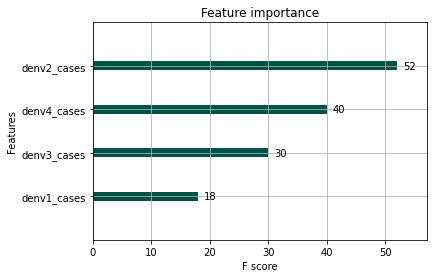 Feature importance
Features
denv2_cases
52
denv4_cases
40
denv3_cases
30
denv1_cases
18
0 10 20 30 40 50
F score